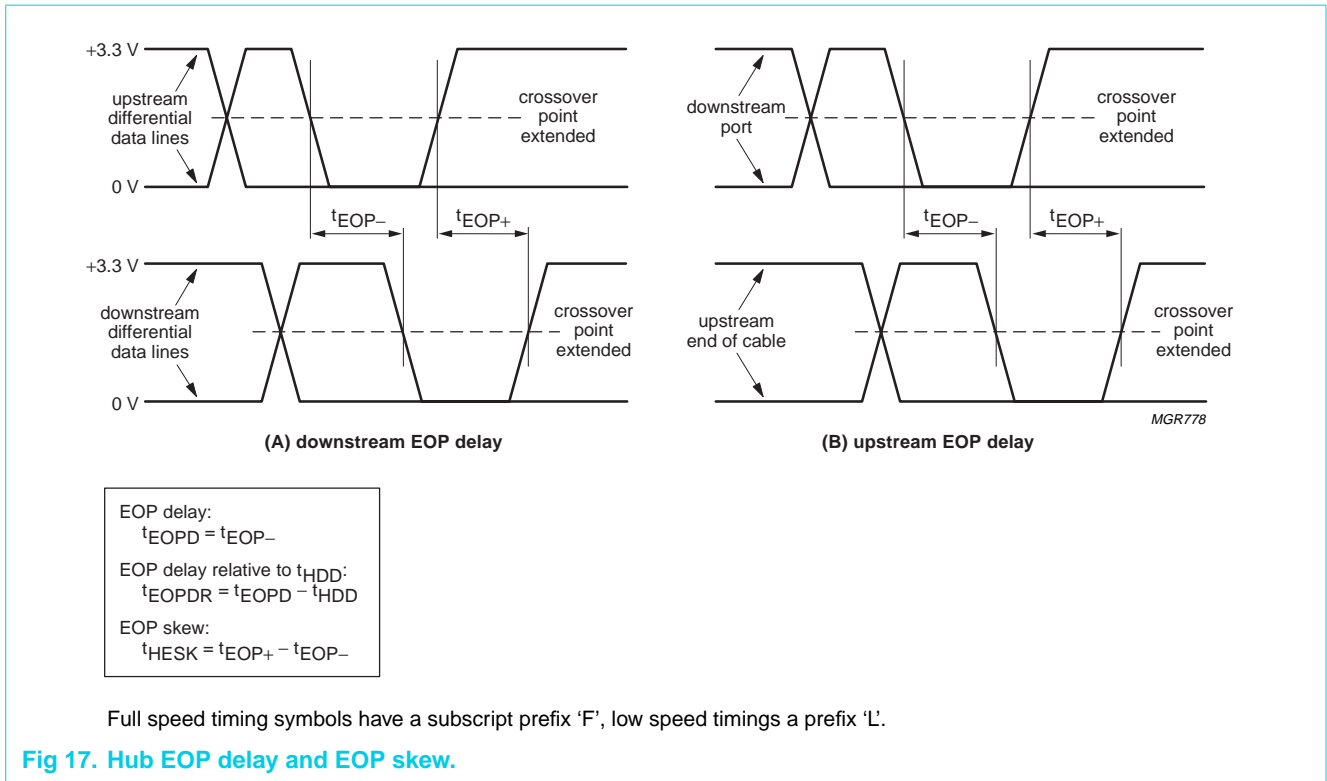 +3.3 V
upstream
differential
data lines
crossover
point
extended
0 V
tEOP−
tEOP+
+3.3 V
downstream
differential
data lines
crossover
point
extended
0 V
(A) downstream EOP delay
downstream
port
crossover
point
extended
tEOP−
tEOP+
upstream
end of cable
crossover
point
extended
MGR778
(B) upstream EOP delay
EOP delay:
tEOPD = tEOP−
EOP delay relative to tHDD:
tEOPDR = tEOPD − tHDD
EOP skew:
tHESK = tEOP+ − tEOP−
Full speed timing symbols have a subscript prefix ‘F’, low speed timings a prefix ‘L’.
Fig 17. Hub EOP delay and EOP skew.